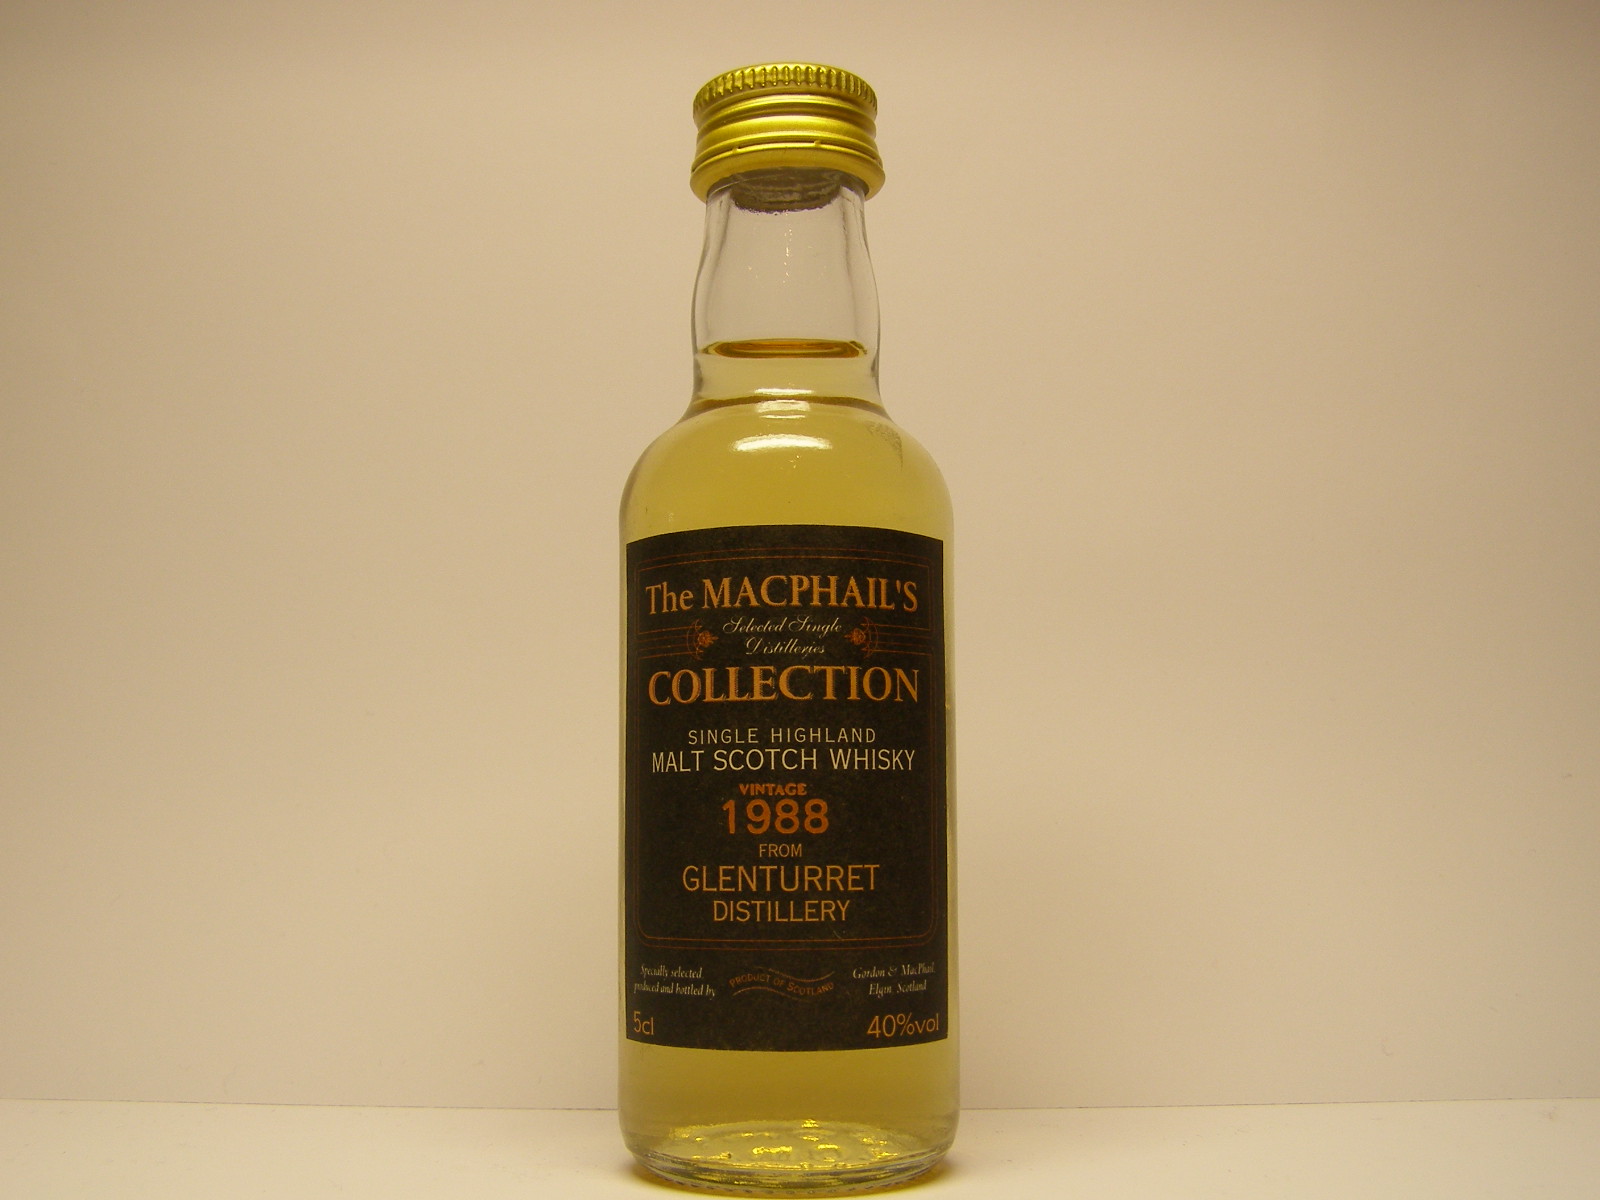 The MACPHAIL'S
Selected Single
Distilleries
COLLECTION
SINGLE HIGHLAND
MALT SCOTCH WHISKY
VINTAGE
1988
FROM
GLENTURRET
DISTILLERY
Specially selected
produced and bottled by
PRODUCT OF SCOTLAND
Gordon & MacPhail,
Elgin, Scotland
5cl
40%vol